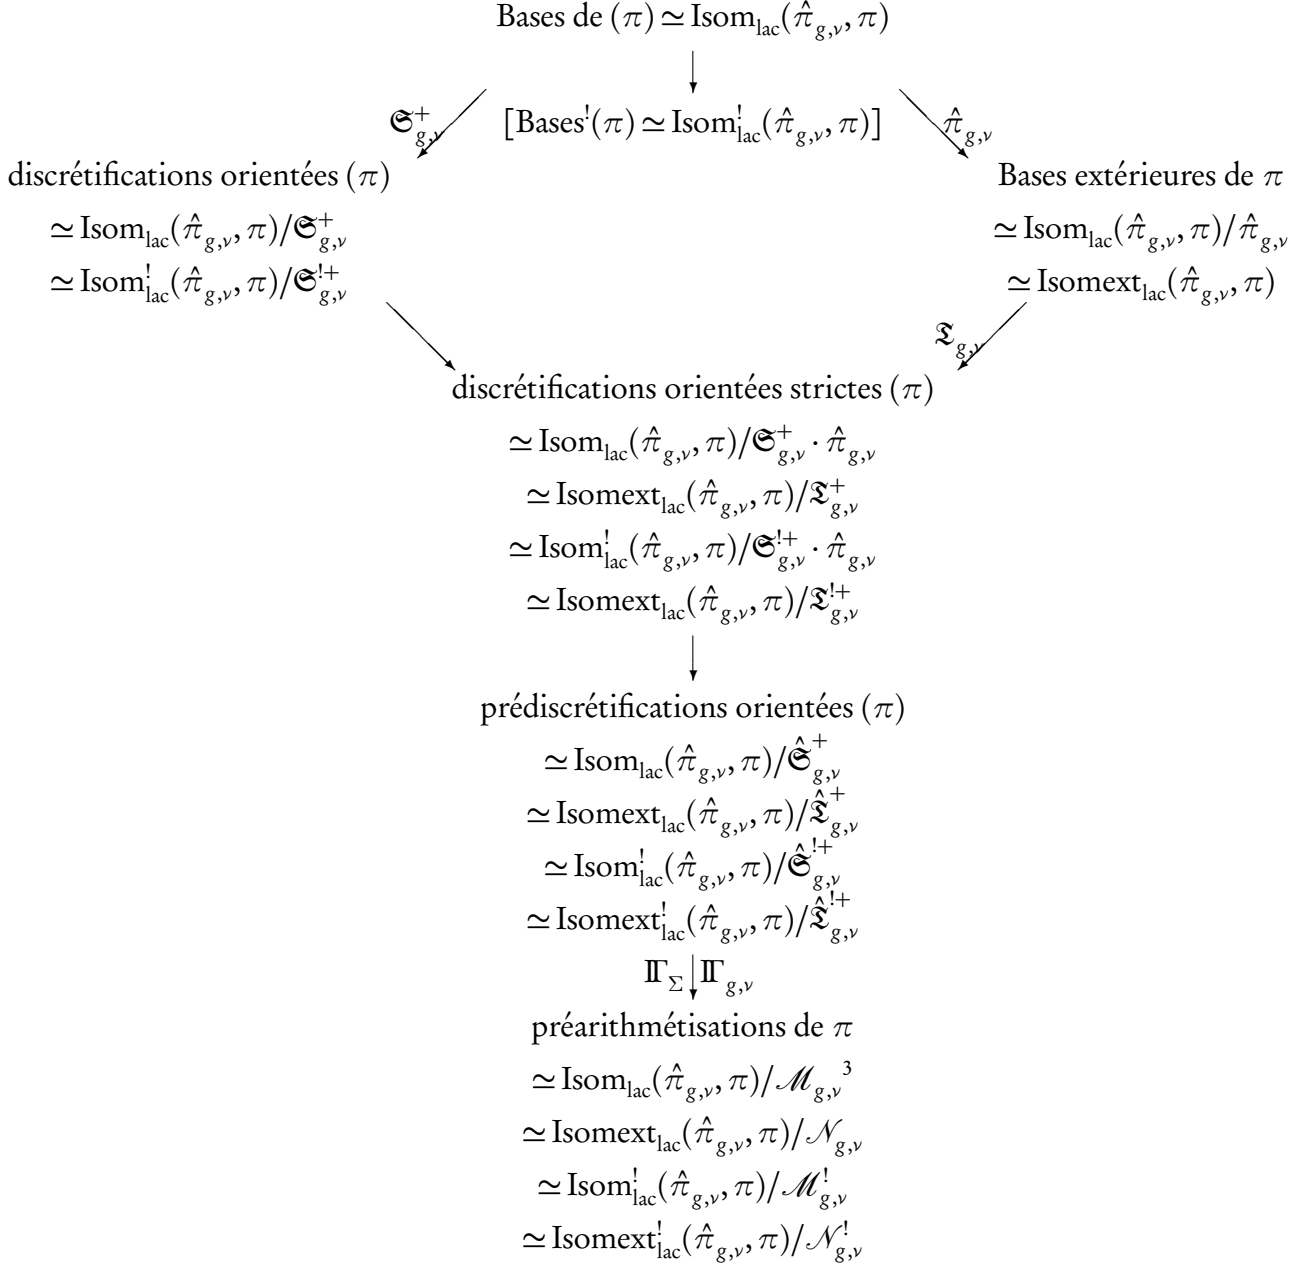 Bases de (π) ≃ Isom_lac(π̂_{g,ν}, π)
[Bases^!(π) ≃ Isom^!_lac(π̂_{g,ν}, π)]
𝔖^+_{g,ν}
π̂_{g,ν}
discrétifications orientées (π)
≃ Isom_lac(π̂_{g,ν}, π)/𝔖^+_{g,ν}
≃ Isom^!_lac(π̂_{g,ν}, π)/𝔖^{!+}_{g,ν}
Bases extérieures de π
≃ Isom_lac(π̂_{g,ν}, π)/π̂_{g,ν}
≃ Isomext_lac(π̂_{g,ν}, π)
𝔗_{g,ν}
discrétifications orientées strictes (π)
≃ Isom_lac(π̂_{g,ν}, π)/𝔖^+_{g,ν} · π̂_{g,ν}
≃ Isomext_lac(π̂_{g,ν}, π)/𝔗^+_{g,ν}
≃ Isom^!_lac(π̂_{g,ν}, π)/𝔖^{!+}_{g,ν} · π̂_{g,ν}
≃ Isomext_lac(π̂_{g,ν}, π)/𝔗^{!+}_{g,ν}
prédiscrétifications orientées (π)
≃ Isom_lac(π̂_{g,ν}, π)/𝔖̂^+_{g,ν}
≃ Isomext_lac(π̂_{g,ν}, π)/𝔗̂^+_{g,ν}
≃ Isom^!_lac(π̂_{g,ν}, π)/𝔖̂^{!+}_{g,ν}
≃ Isomext^!_lac(π̂_{g,ν}, π)/𝔗̂^{!+}_{g,ν}
𝕀Γ_Σ 𝕀Γ_{g,ν}
préarithmétisations de π
≃ Isom_lac(π̂_{g,ν}, π)/ℳ_{g,ν}^3
≃ Isomext_lac(π̂_{g,ν}, π)/𝒩_{g,ν}
≃ Isom^!_lac(π̂_{g,ν}, π)/ℳ^!_{g,ν}
≃ Isomext^!_lac(π̂_{g,ν}, π)/𝒩^!_{g,ν}